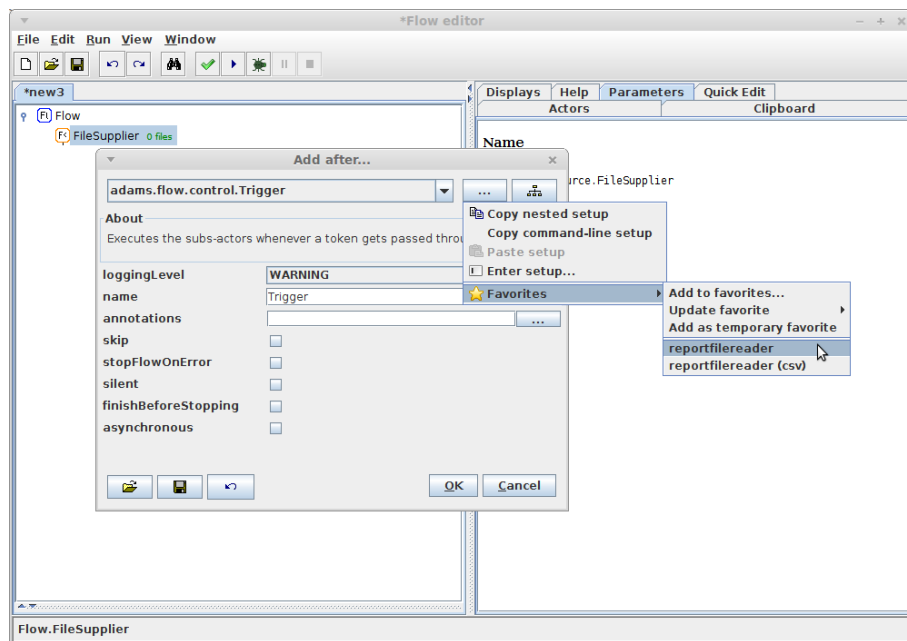 *Flow editor
File Edit Run View Window
*new3
Displays Help Parameters Quick Edit
Actors Clipboard
Flow
FileSupplier 0 files
Name
urce.FileSupplier
Add after...
adams.flow.control.Trigger
...
About
Executes the subs-actors whenever a token gets passed throu
loggingLevel WARNING
name Trigger
annotations ...
skip
stopFlowOnError
silent
finishBeforeStopping
asynchronous
OK Cancel
Copy nested setup
Copy command-line setup
Paste setup
Enter setup...
Favorites
Add to favorites...
Update favorite
Add as temporary favorite
reportfilereader
reportfilereader (csv)
Flow.FileSupplier